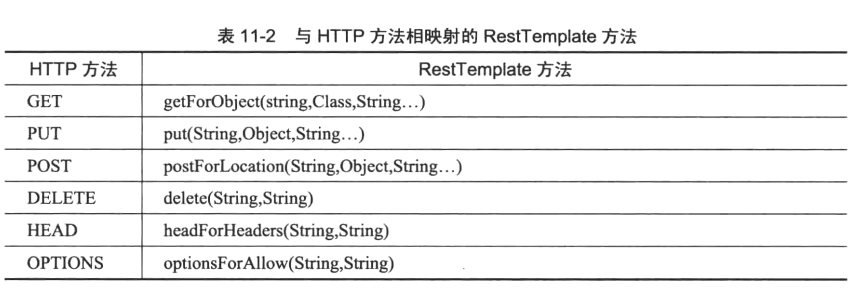 表 11-2 与 HTTP 方法相映射的 RestTemplate 方法
HTTP 方法 RestTemplate 方法
GET getForObject(string,Class,String…)
PUT put(String,Object,String…)
POST postForLocation(String,Object,String…)
DELETE delete(String,String)
HEAD headForHeaders(String,String)
OPTIONS optionsForAllow(String,String)